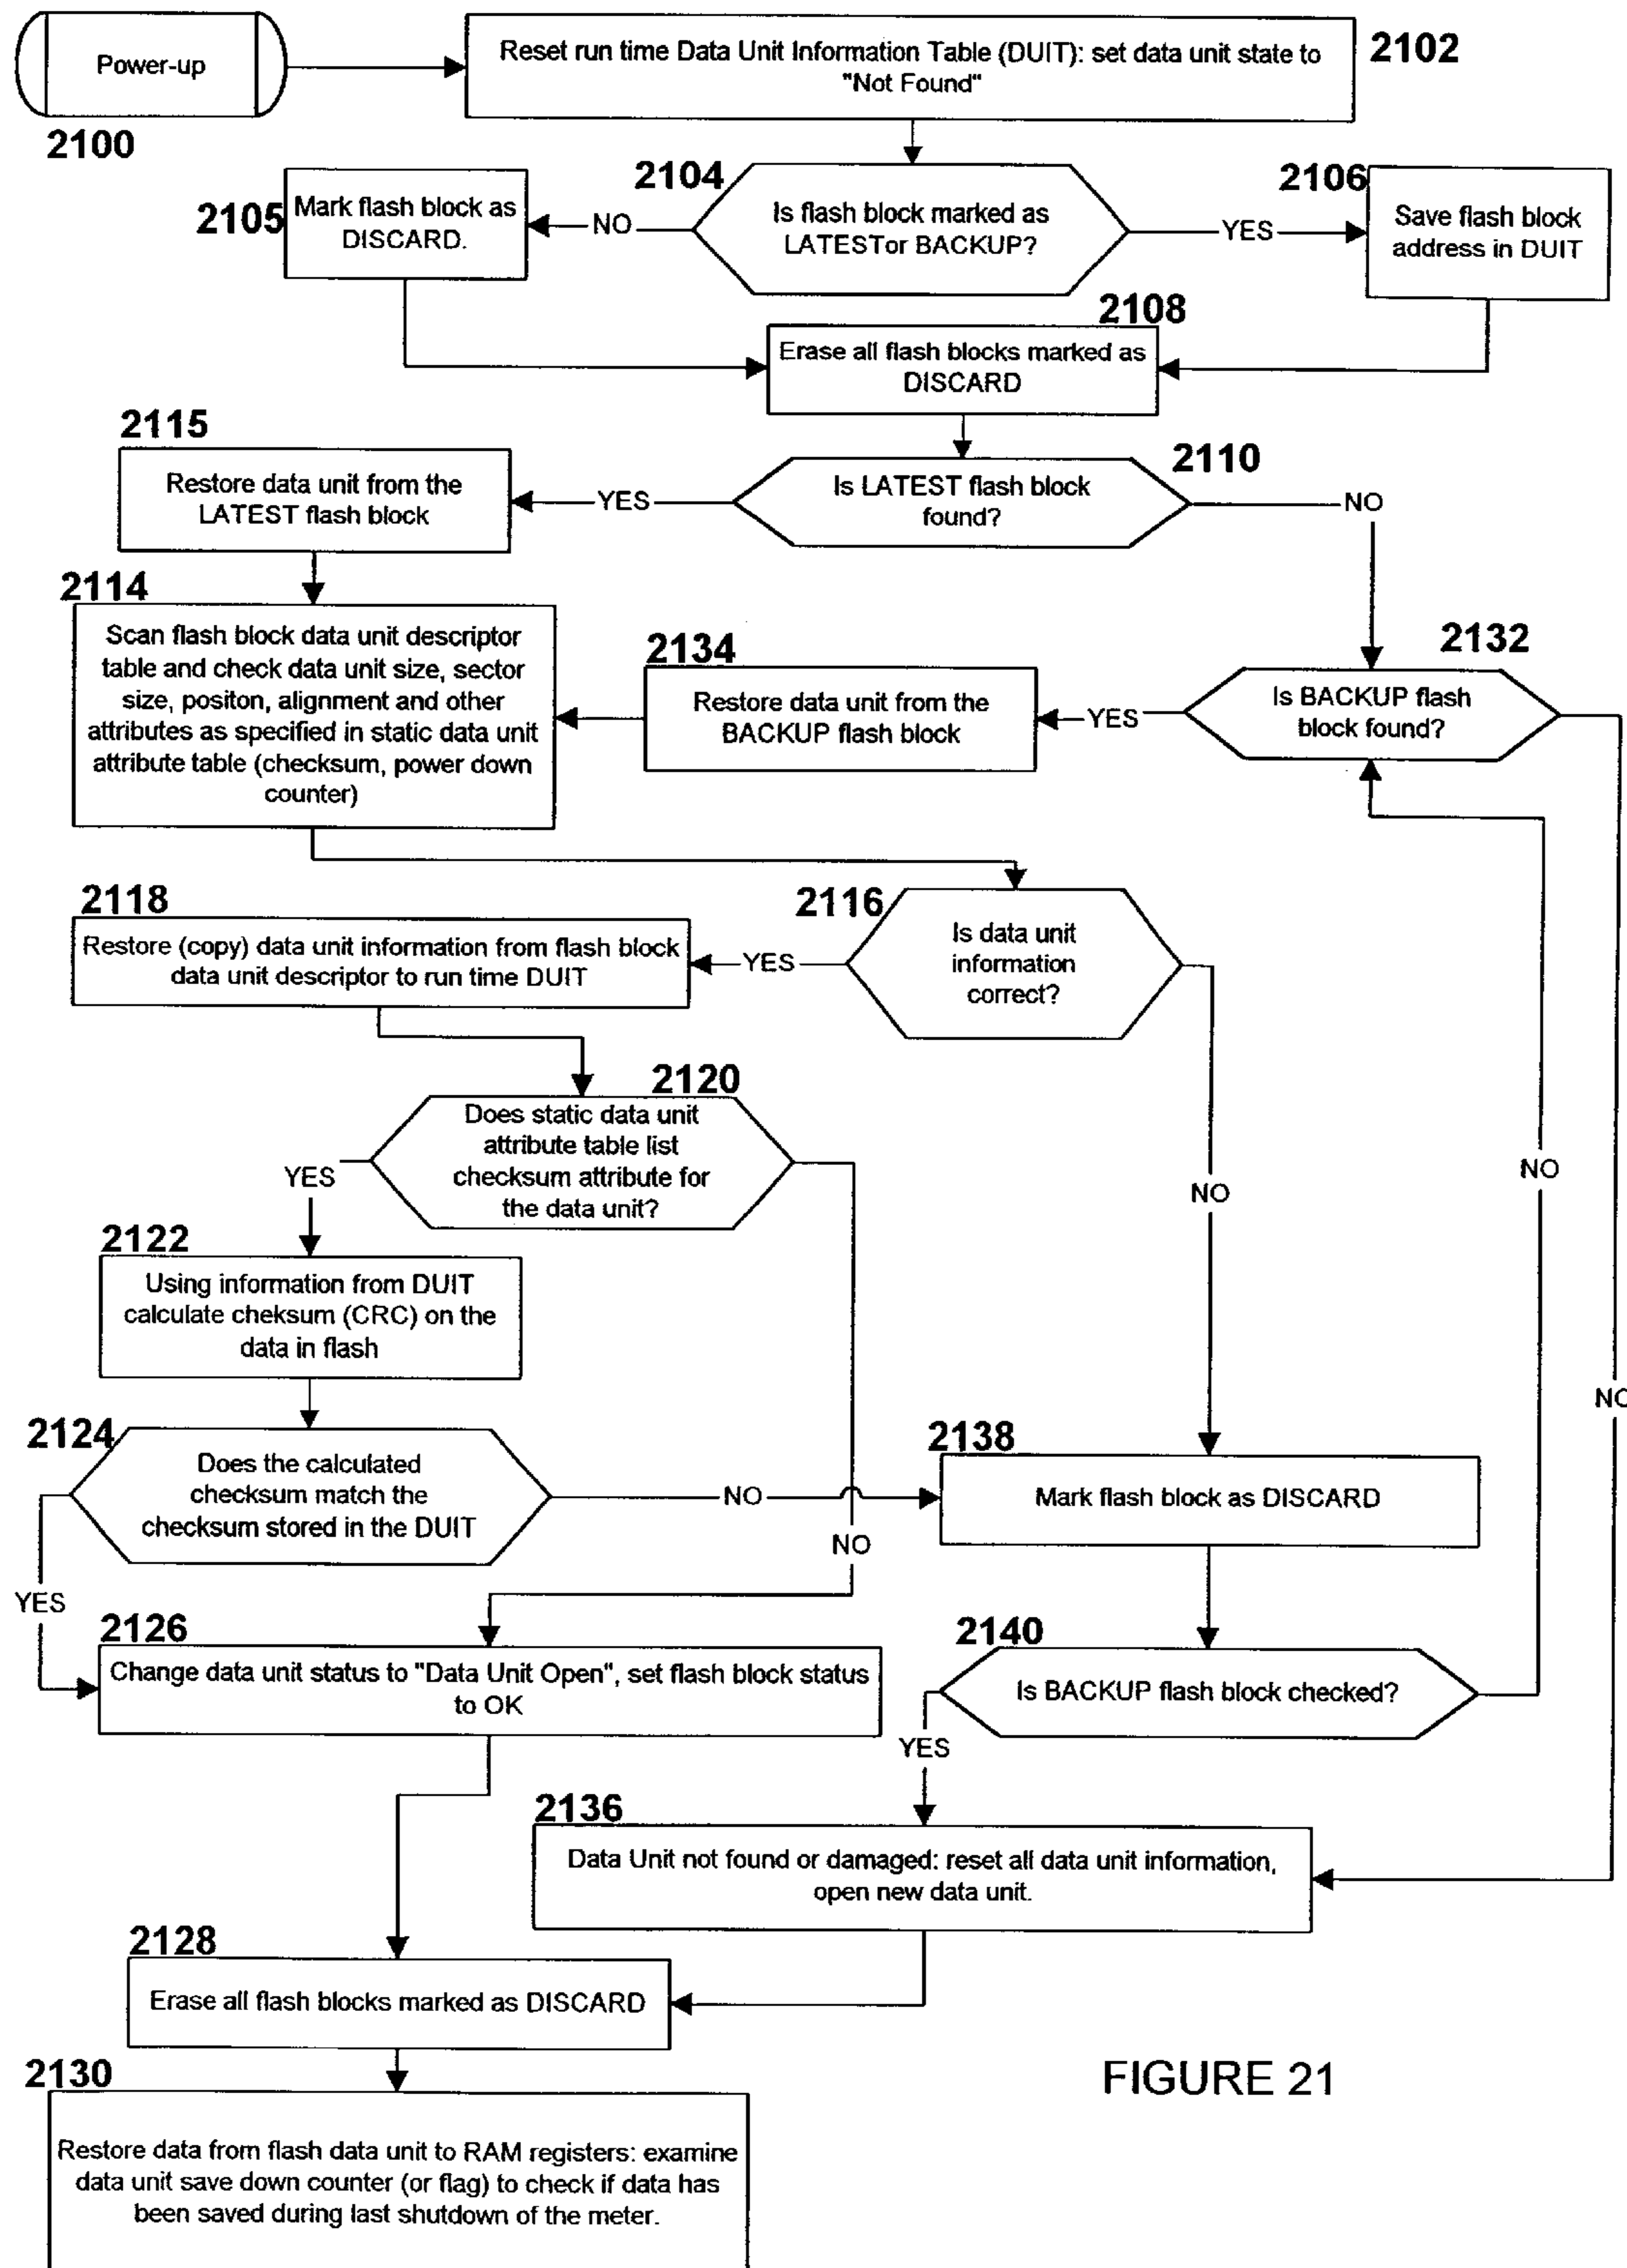 Power-up
2100
Reset run time Data Unit Information Table (DUIT): set data unit state to
"Not Found"
2102
2104
Is flash block marked as
LATESTor BACKUP?
NO
YES
2105
Mark flash block as
DISCARD.
2106
Save flash block
address in DUIT
2108
Erase all flash blocks marked as
DISCARD
2110
Is LATEST flash block
found?
YES
NO
2115
Restore data unit from the
LATEST flash block
2114
Scan flash block data unit descriptor
table and check data unit size, sector
size, positon, alignment and other
attributes as specified in static data unit
attribute table (checksum, power down
counter)
2134
Restore data unit from the
BACKUP flash block
YES
2132
Is BACKUP flash
block found?
NO
2116
Is data unit
information
correct?
YES
NO
2118
Restore (copy) data unit information from flash block
data unit descriptor to run time DUIT
2120
Does static data unit
attribute table list
checksum attribute for
the data unit?
YES
NO
2122
Using information from DUIT
calculate cheksum (CRC) on the
data in flash
2124
Does the calculated
checksum match the
checksum stored in the DUIT
NO
YES
2138
Mark flash block as DISCARD
2140
Is BACKUP flash block checked?
YES
NO
2126
Change data unit status to "Data Unit Open", set flash block status
to OK
2136
Data Unit not found or damaged: reset all data unit information,
open new data unit.
2128
Erase all flash blocks marked as DISCARD
2130
Restore data from flash data unit to RAM registers: examine
data unit save down counter (or flag) to check if data has
been saved during last shutdown of the meter.
FIGURE 21